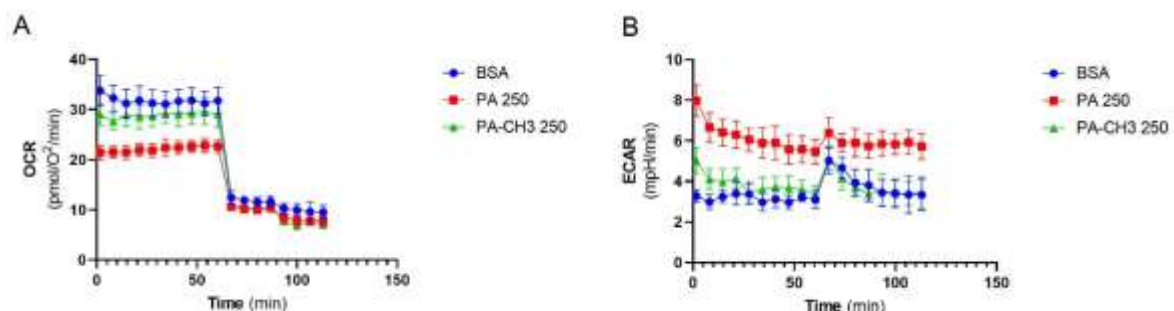 A
OCR
(pmol/O²/min)
40
30
20
10
0
0
50
100
150
Time (min)
BSA
PA 250
PA-CH3 250
B
ECAR
(mpH/min)
10
8
6
4
2
0
0
50
100
150
Time (min)
BSA
PA 250
PA-CH3 250